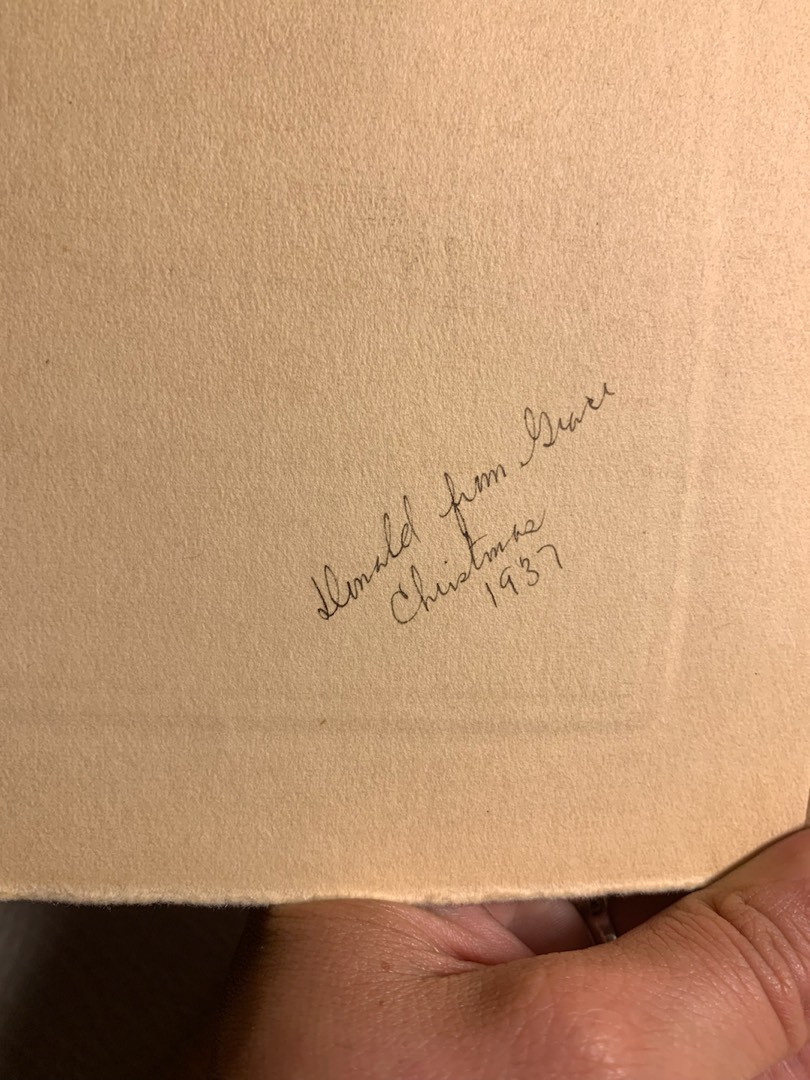 Donald from Grace
Christmas
1937